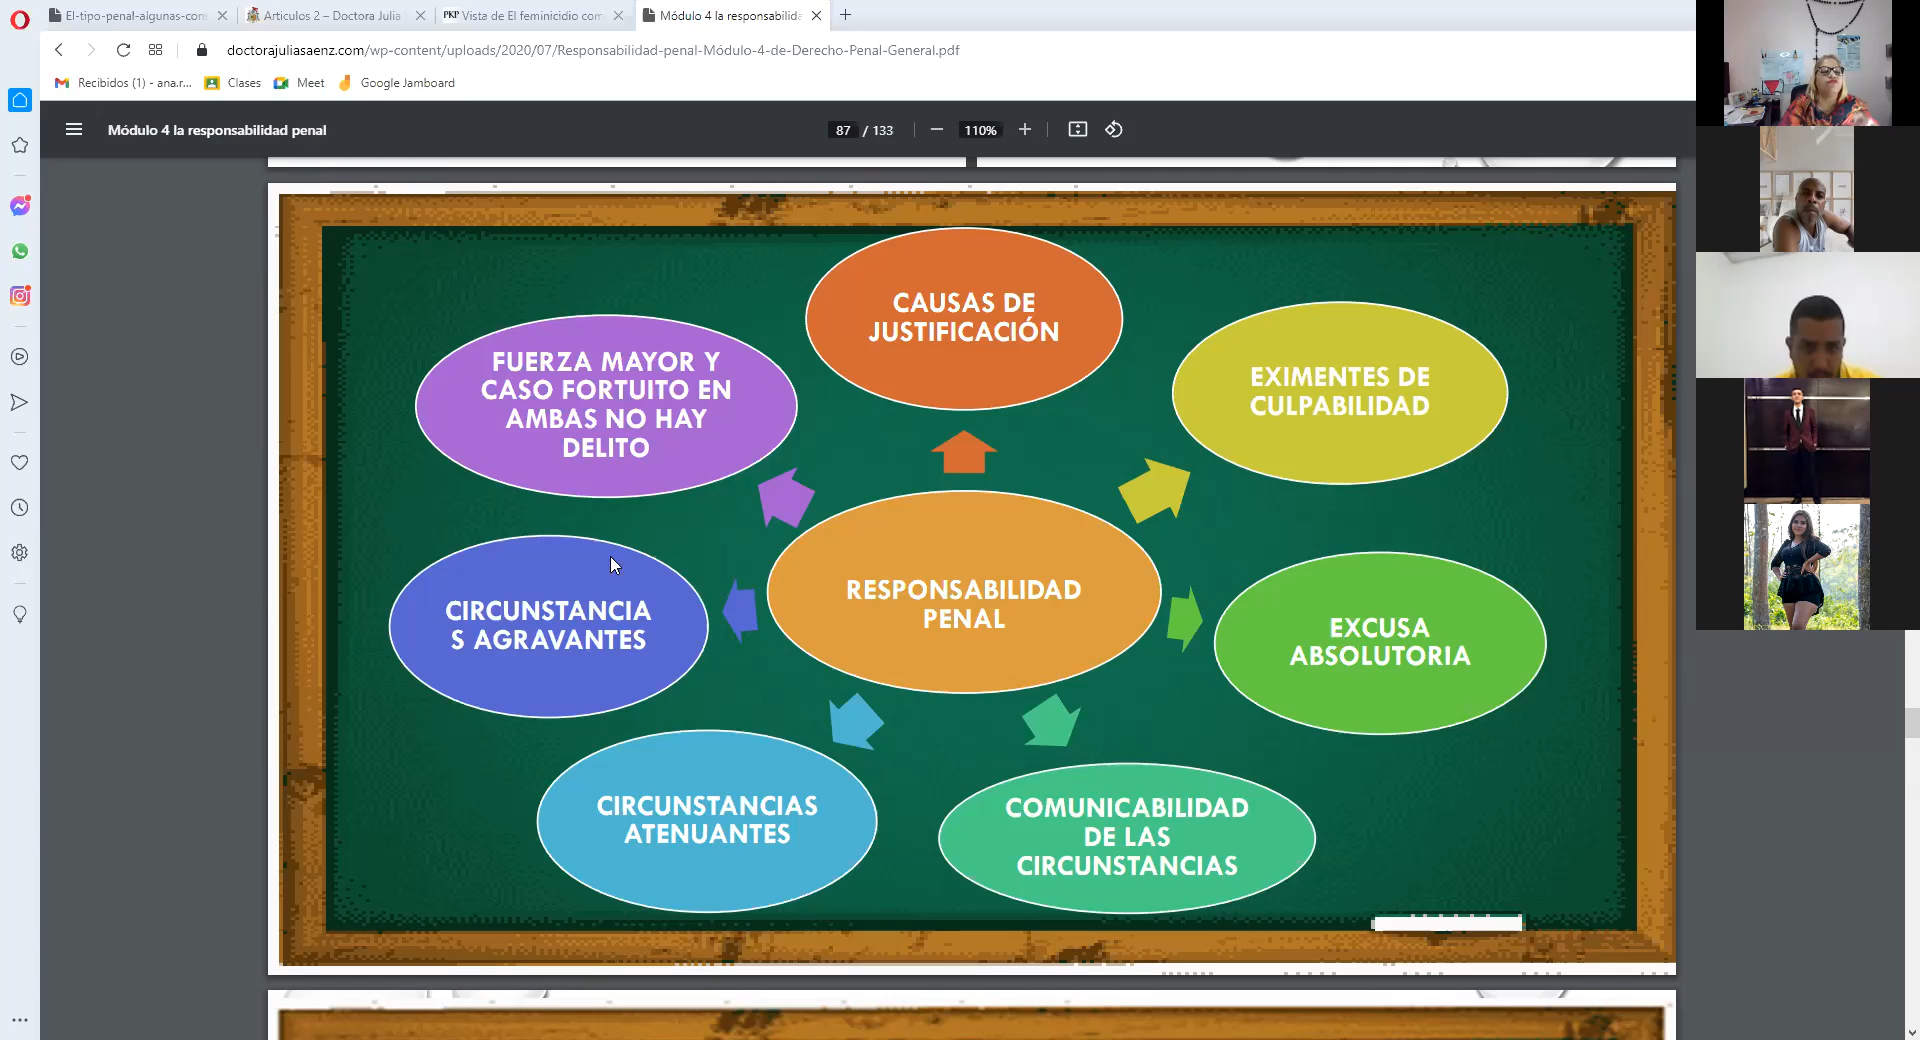 El-tipo-penal-algunas-con
Articulos 2 – Doctora Julia
PKP Vista de El feminicidio com
Módulo 4 la responsabilida
doctorajuliasaenz.com/wp-content/uploads/2020/07/Responsabilidad-penal-Módulo-4-de-Derecho-Penal-General.pdf
Recibidos (1) - ana.r...
Clases
Meet
Google Jamboard
Módulo 4 la responsabilidad penal
87 / 133
110%
CAUSAS DE
JUSTIFICACIÓN
FUERZA MAYOR Y
CASO FORTUITO EN
AMBAS NO HAY
DELITO
EXIMENTES DE
CULPABILIDAD
CIRCUNSTANCIA
S AGRAVANTES
RESPONSABILIDAD
PENAL
EXCUSA
ABSOLUTORIA
CIRCUNSTANCIAS
ATENUANTES
COMUNICABILIDAD
DE LAS
CIRCUNSTANCIAS